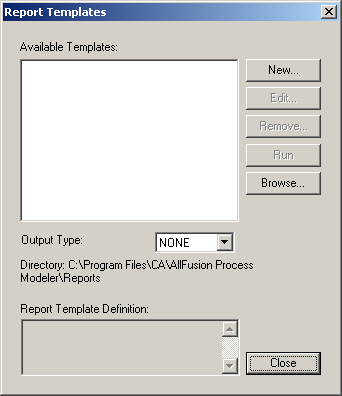 Report Templates
Available Templates:
New...
Edit...
Remove...
Run
Browse...
Output Type:
NONE
Directory: C:\Program Files\CA\AllFusion Process
Modeler\Reports
Report Template Definition:
Close